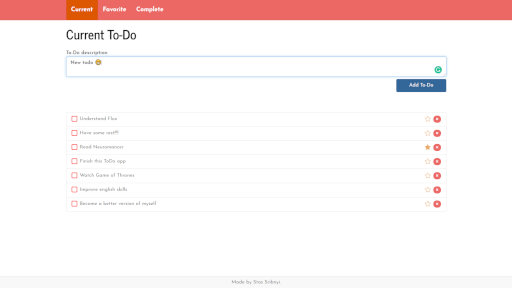 Current Favorite Complete
Current To-Do
To Do description
New todo 😊
Add To-Do
Understand Flux
Have some rest!!!
Read Neuromancer
Finish this ToDo app
Watch Game of Thrones
Improve english skills
Become a better version of myself
Made by Stas Sribnyi